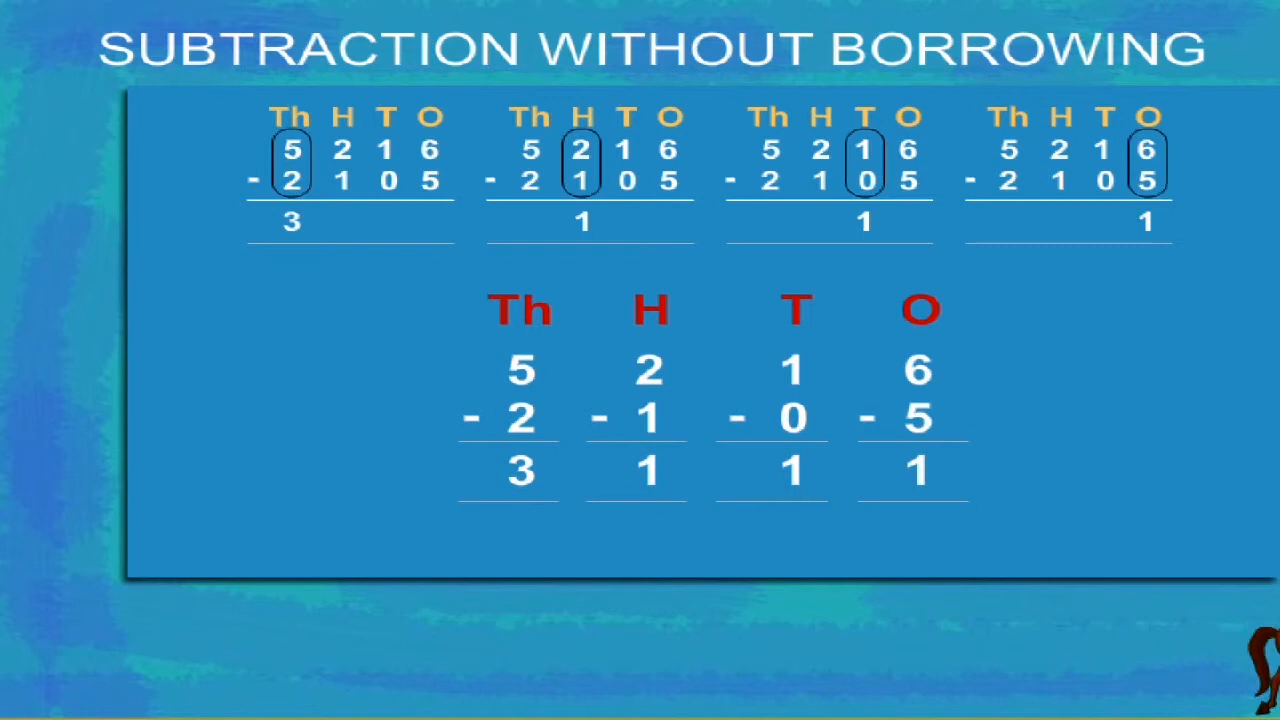 SUBTRACTION WITHOUT BORROWING
Th H T O Th H T O Th H T O Th H T O
5 2 1 6 5 2 1 6 5 2 1 6 5 2 1 6
- 2 1 0 5 - 2 1 0 5 - 2 1 0 5 - 2 1 0 5
3 1 1 1
Th H T O
5 2 1 6
- 2 - 1 - 0 - 5
3 1 1 1